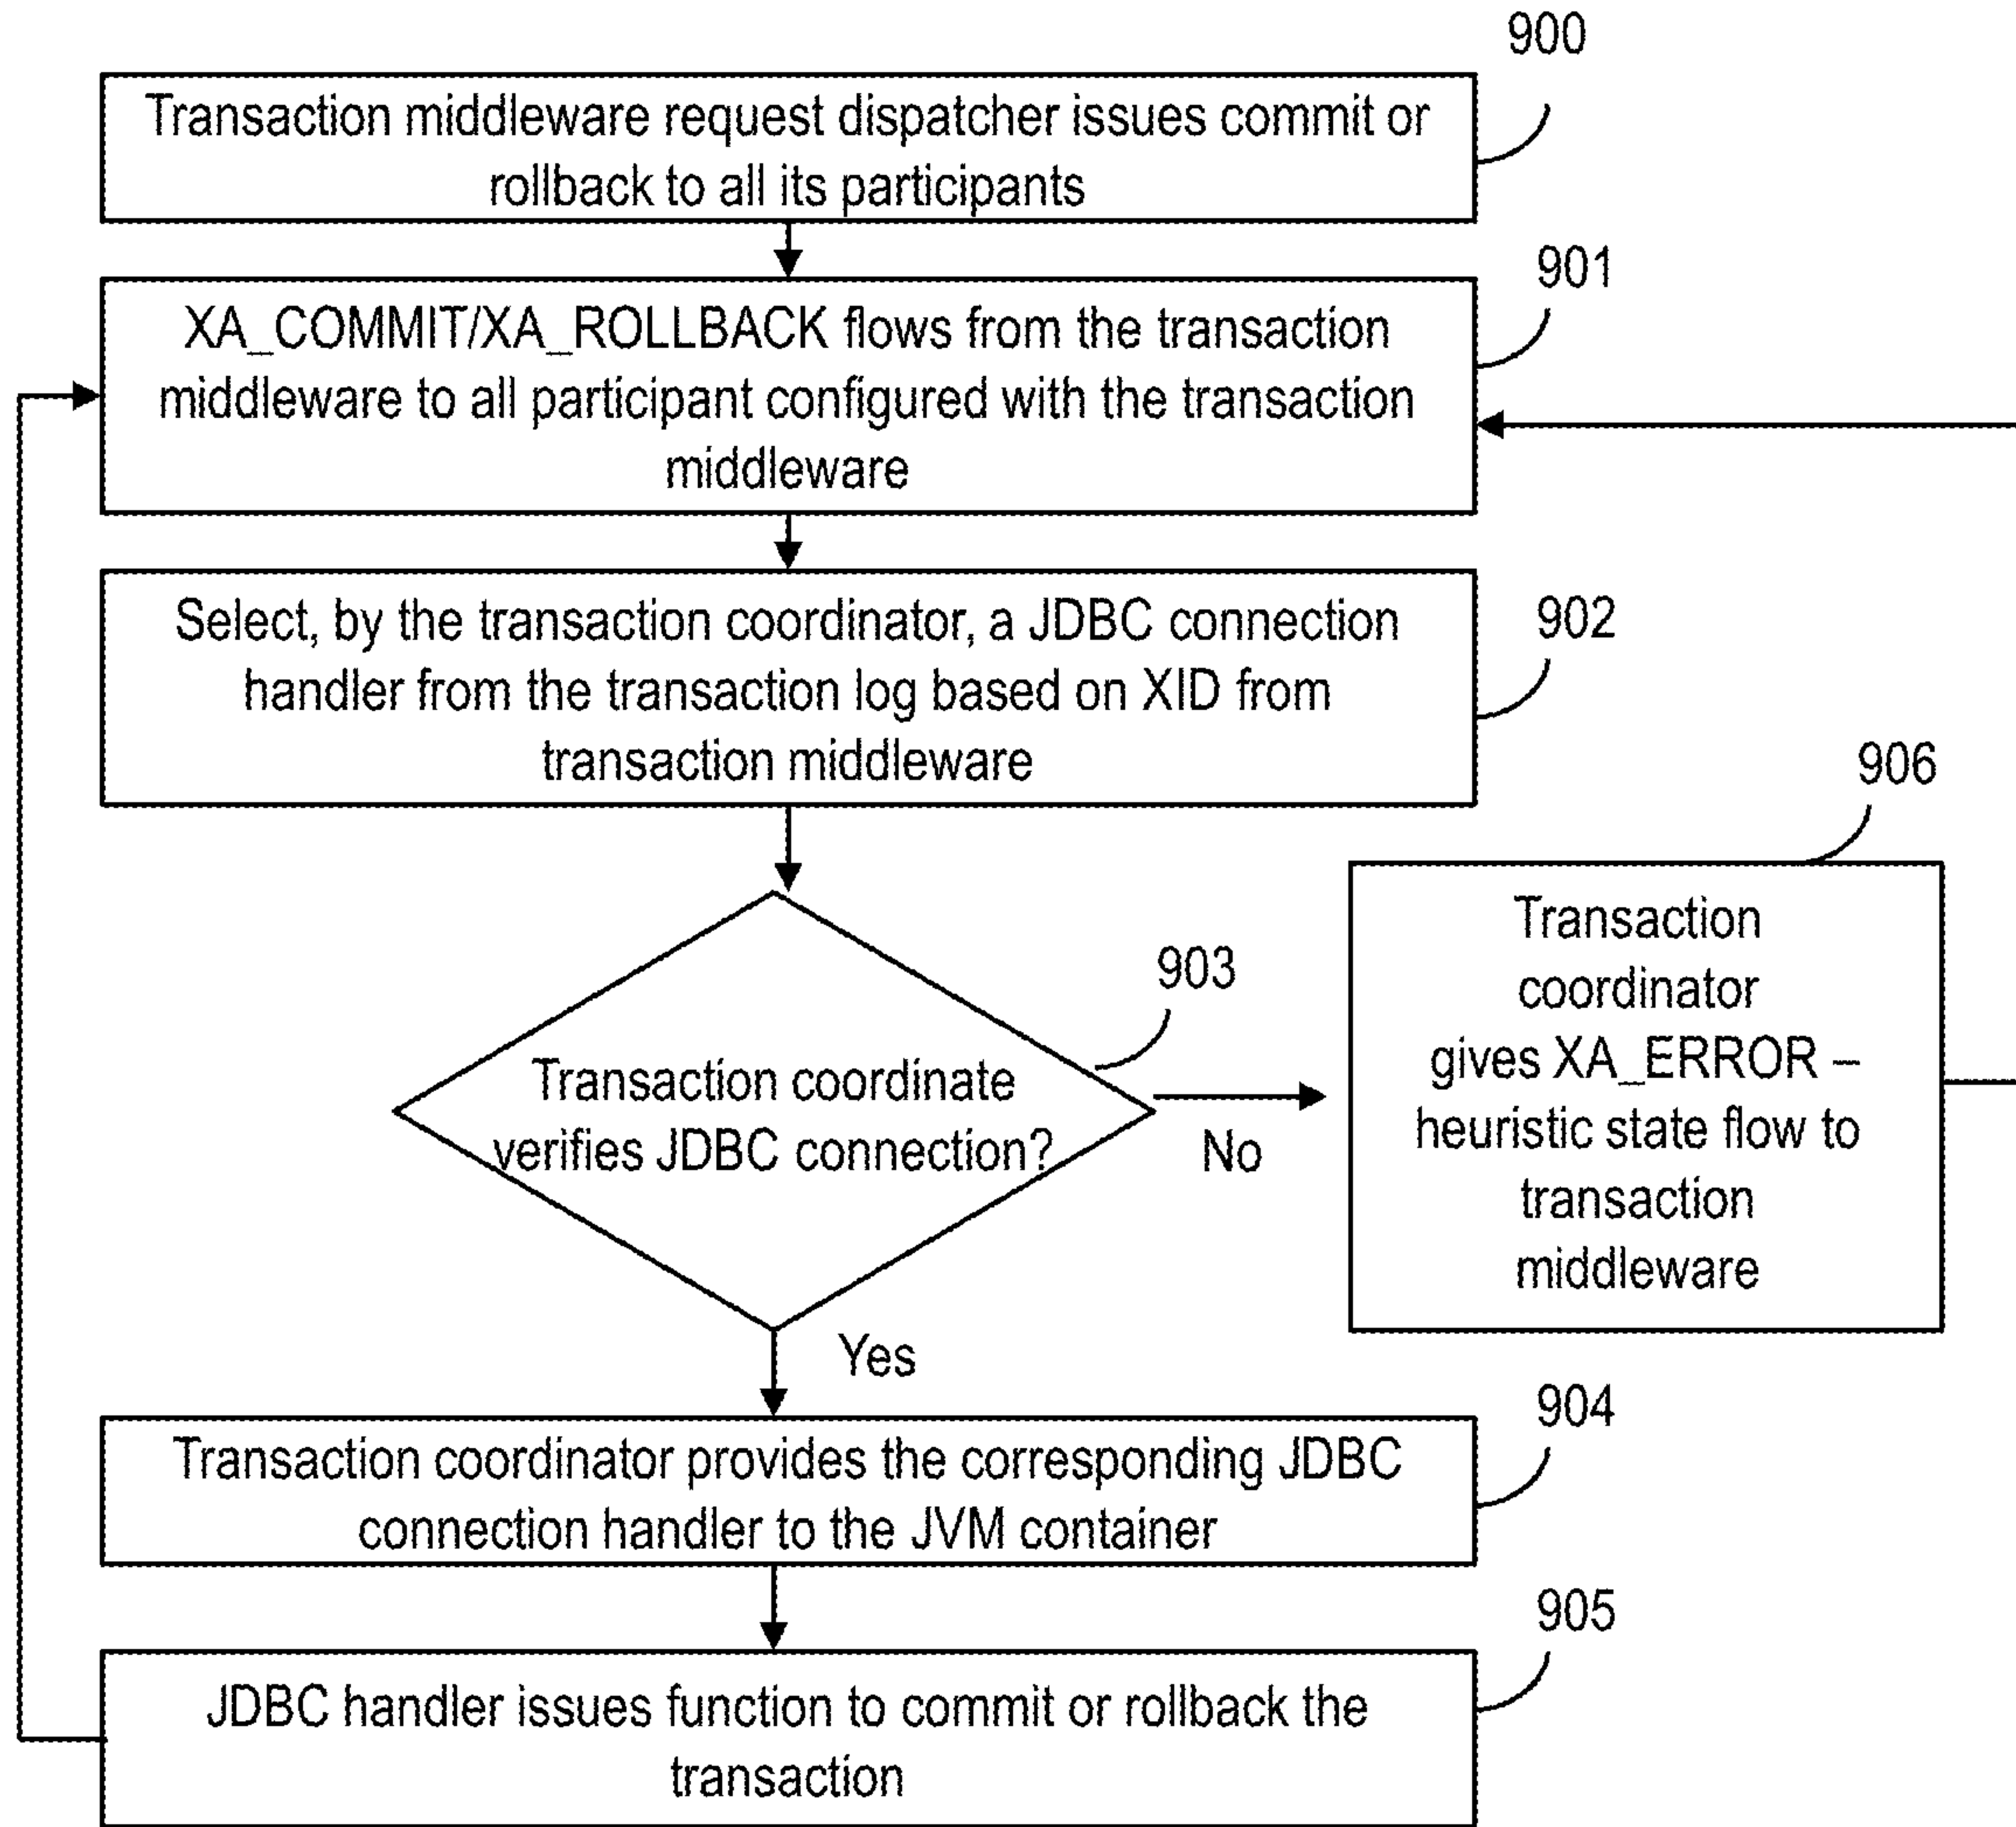 900
Transaction middleware request dispatcher issues commit or
rollback to all its participants
901
XA_COMMIT/XA_ROLLBACK flows from the transaction
middleware to all participant configured with the transaction
middleware
902
Select, by the transaction coordinator, a JDBC connection
handler from the transaction log based on XID from
transaction middleware
903
Transaction coordinate
verifies JDBC connection?
No
906
Transaction
coordinator
gives XA_ERROR –
heuristic state flow to
transaction
middleware
Yes
904
Transaction coordinator provides the corresponding JDBC
connection handler to the JVM container
905
JDBC handler issues function to commit or rollback the
transaction